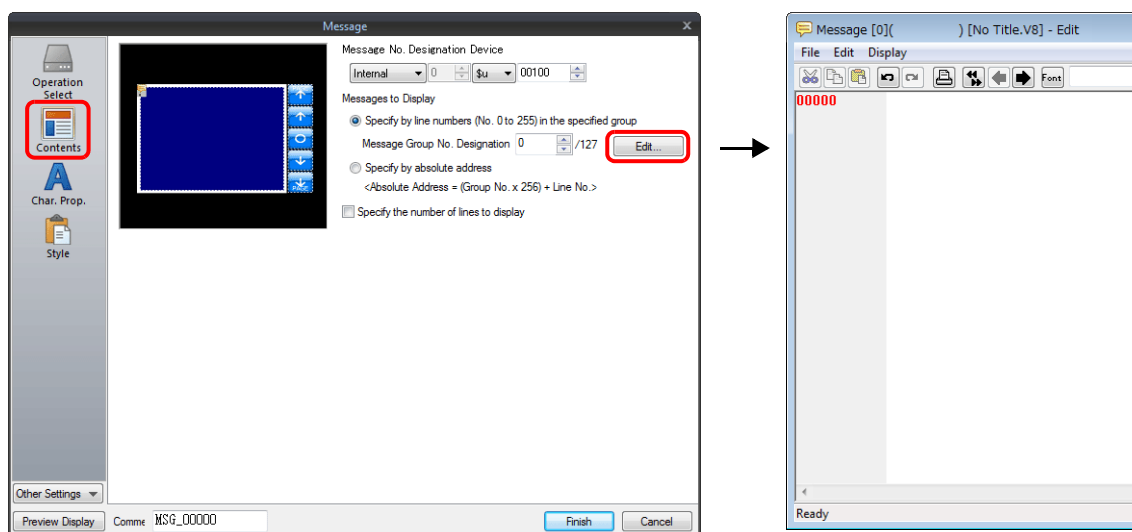 Message
X
Operation
Select
Contents
Char. Prop.
Style
Other Settings
Preview Display
Message No. Designation Device
Internal 0 $u 00100
Messages to Display
Specify by line numbers (No. 0 to 255) in the specified group
Message Group No. Designation 0 /127 Edit...
Specify by absolute address
<Absolute Address = (Group No. x 256) + Line No.>
Specify the number of lines to display
Comme MSG_00000
Finish Cancel
Message [0]( ) [No Title.V8] - Edit
File Edit Display
Font
00000
Ready